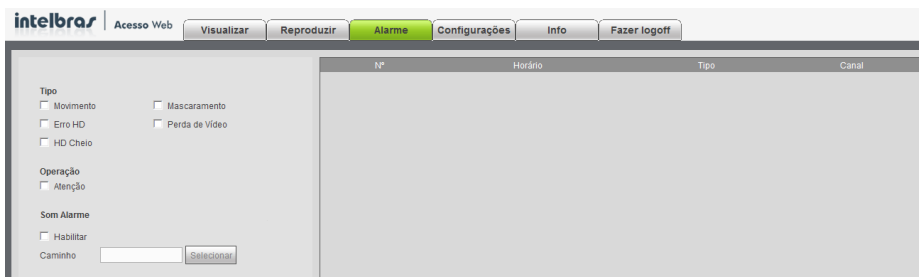 intelbras Acesso Web Visualizar Reproduzir Alarme Configurações Info Fazer logoff
Nº Horário Tipo Canal
Tipo
Movimento Mascaramento
Erro HD Perda de Vídeo
HD Cheio
Operação
Atenção
Som Alarme
Habilitar
Caminho Selecionar